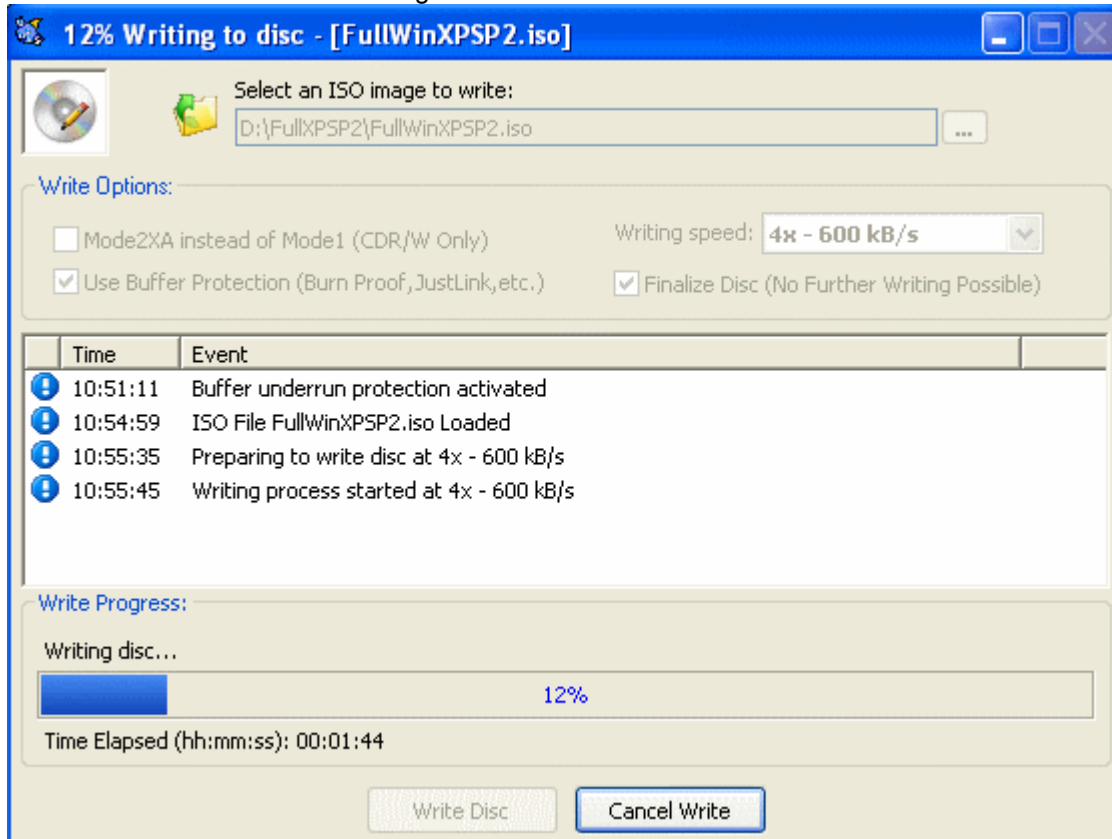 12% Writing to disc - [FullWinXPSP2.iso]
Select an ISO image to write:
D:\FullXPSP2\FullWinXPSP2.iso
...
Write Options:
Mode2XA instead of Mode1 (CDR/W Only)
Writing speed: 4x - 600 kB/s
Use Buffer Protection (Burn Proof,JustLink,etc.)
Finalize Disc (No Further Writing Possible)
Time Event
10:51:11 Buffer underrun protection activated
10:54:59 ISO File FullWinXPSP2.iso Loaded
10:55:35 Preparing to write disc at 4x - 600 kB/s
10:55:45 Writing process started at 4x - 600 kB/s
Write Progress:
Writing disc...
12%
Time Elapsed (hh:mm:ss): 00:01:44
Write Disc Cancel Write